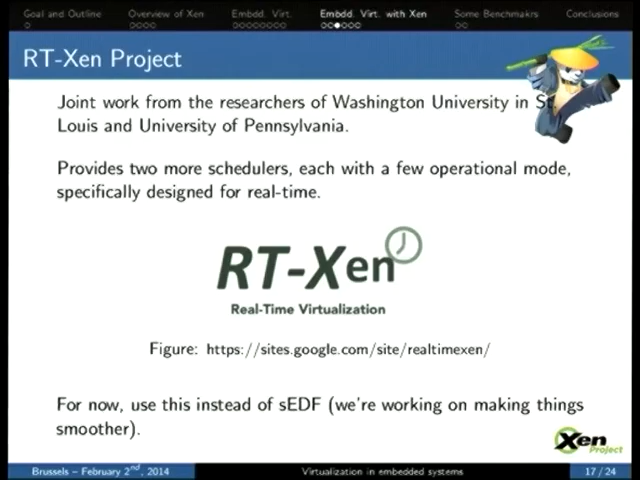 Goal and Outline Overview of Xen Embdd. Virt. Embdd. Virt. with Xen Some Benchmakrs Conclusions
RT-Xen Project
Joint work from the researchers of Washington University in St.
Louis and University of Pennsylvania.
Provides two more schedulers, each with a few operational mode,
specifically designed for real-time.
RT-Xen
Real-Time Virtualization
Figure: https://sites.google.com/site/realtimexen/
For now, use this instead of sEDF (we're working on making things
smoother).
Xen
Project
Brussels – February 2nd, 2014 Virtualization in embedded systems 17 / 24